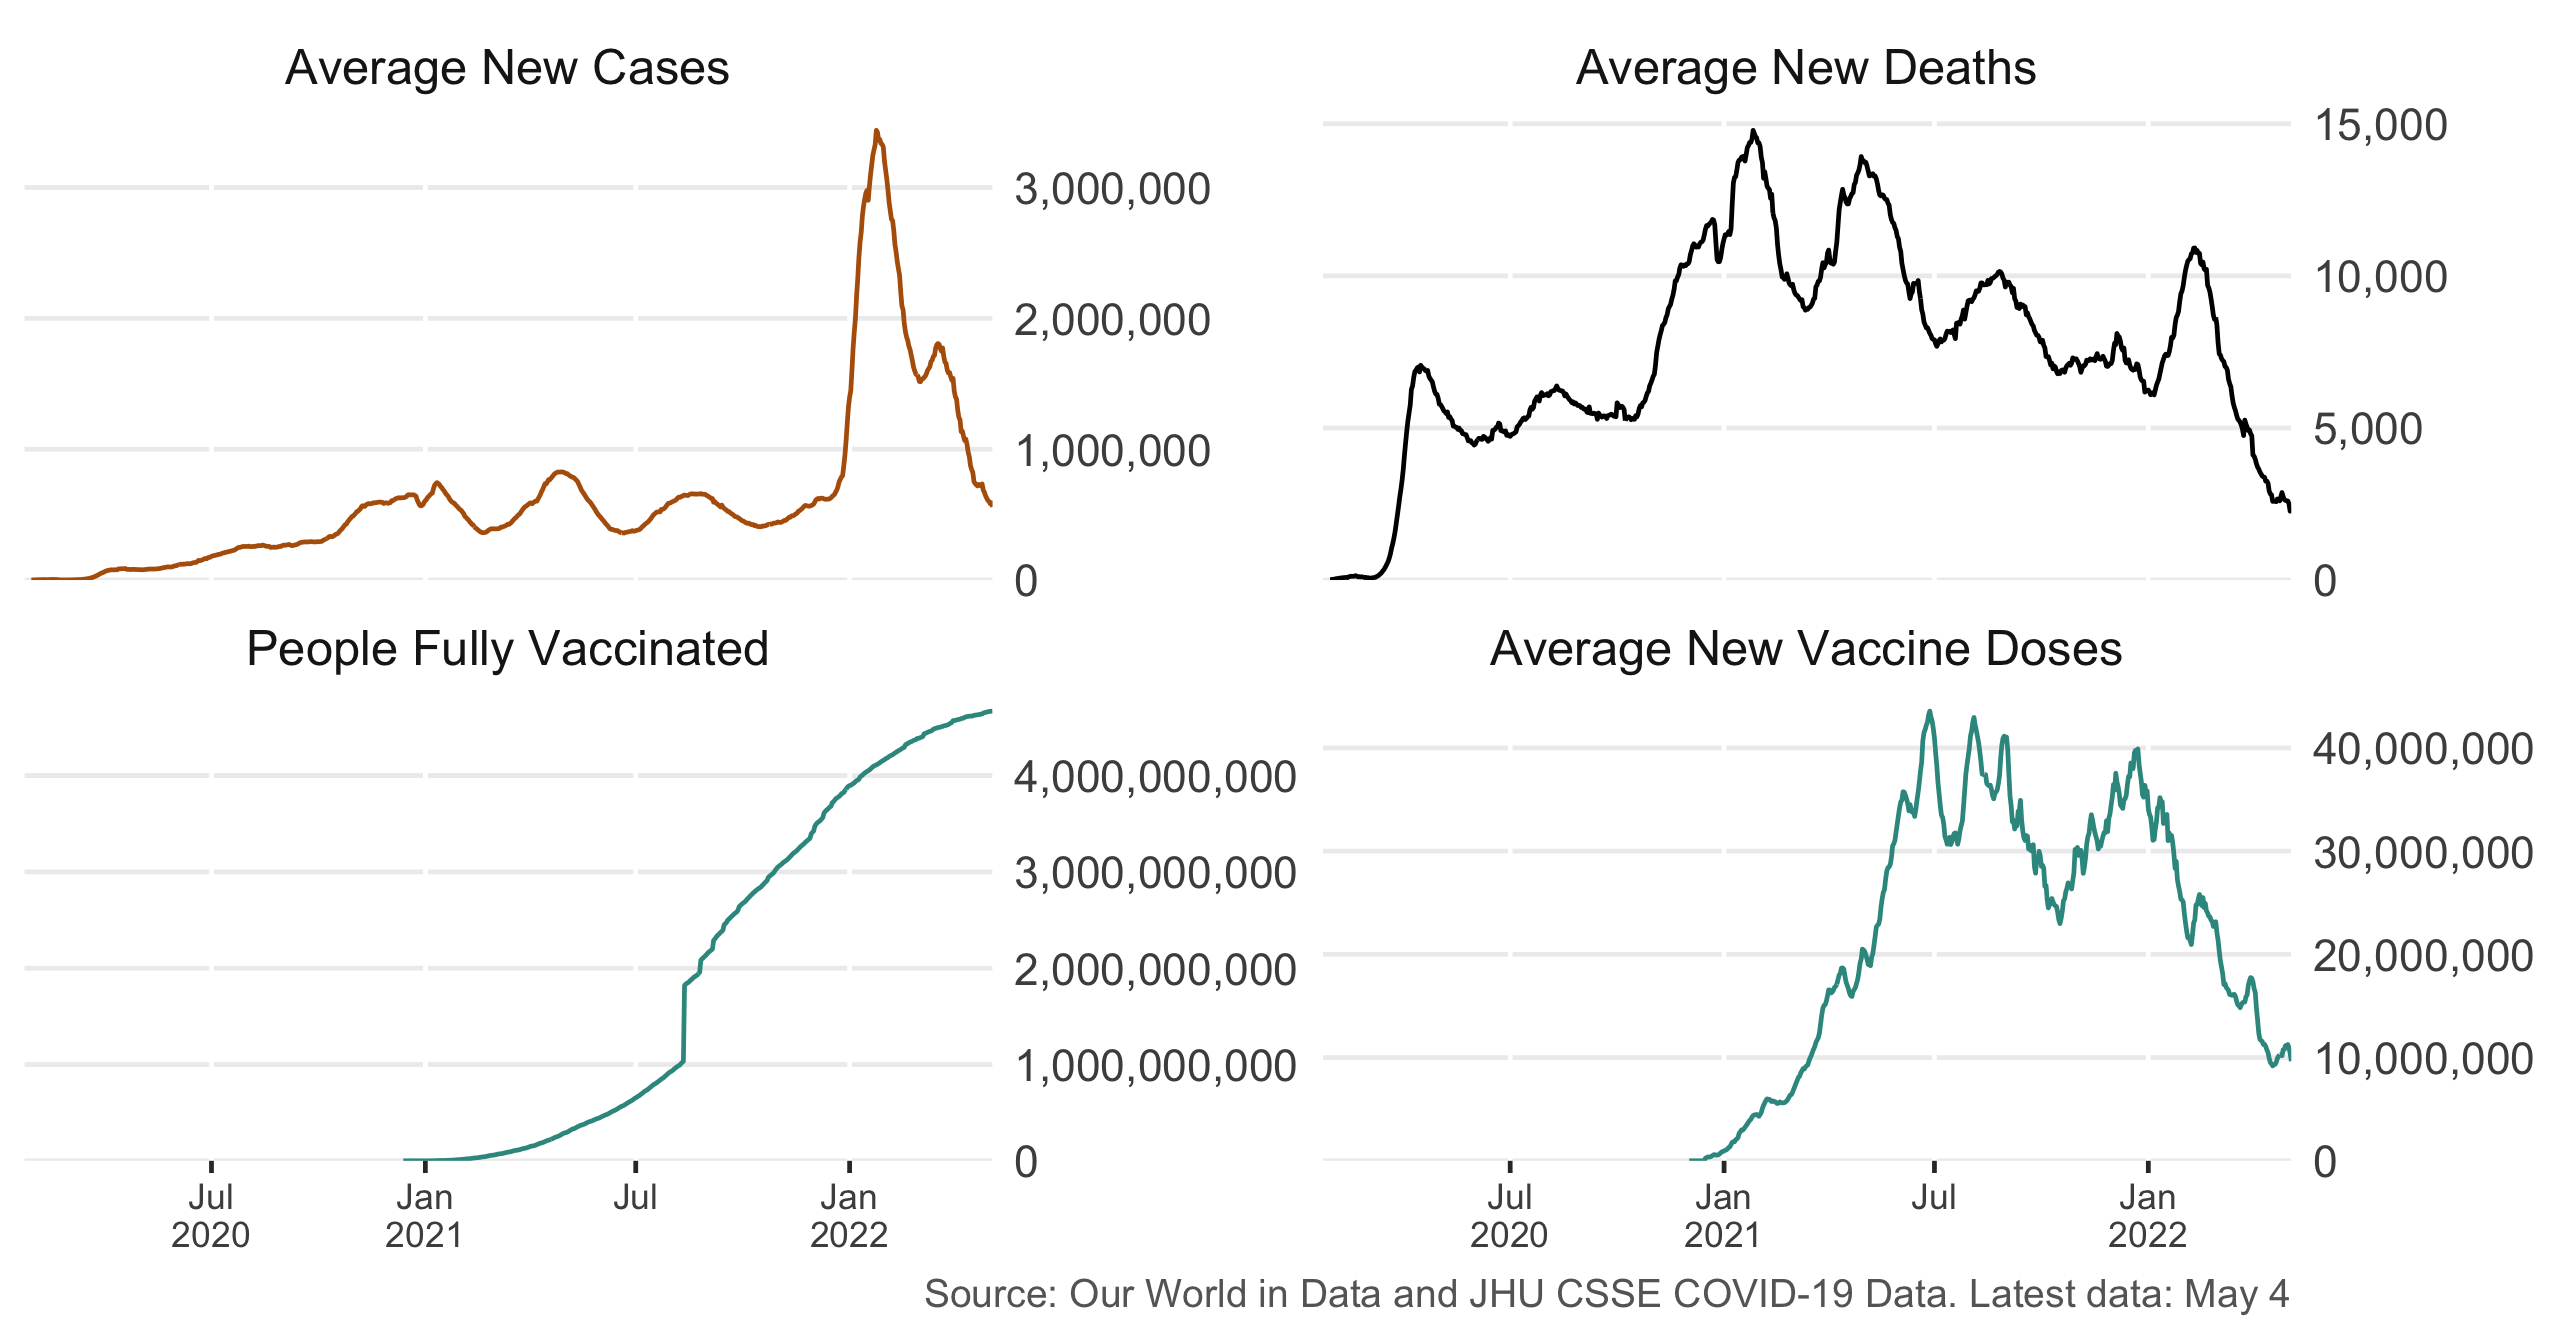 Average New Cases
3,000,000
2,000,000
1,000,000
0
Average New Deaths
15,000
10,000
5,000
0
People Fully Vaccinated
4,000,000,000
3,000,000,000
2,000,000,000
1,000,000,000
0
Jul
2020
Jan
2021
Jul
Jan
2022
Average New Vaccine Doses
40,000,000
30,000,000
20,000,000
10,000,000
0
Jul
2020
Jan
2021
Jul
Jan
2022
Source: Our World in Data and JHU CSSE COVID-19 Data. Latest data: May 4